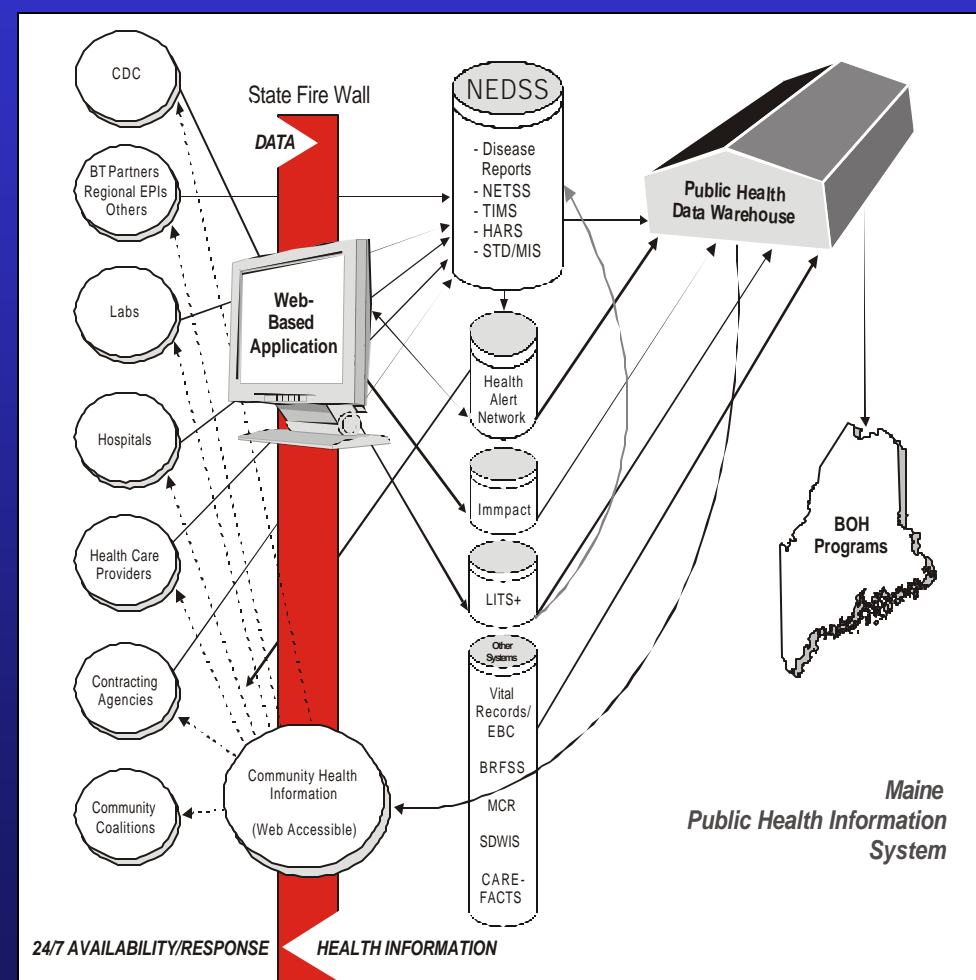 CDC
BT Partners
Regional EPIs
Others
Labs
Hospitals
Health Care
Providers
Contracting
Agencies
Community
Coalitions
State Fire Wall
DATA
Web-
Based
Application
Community Health
Information
(Web Accessible)
NEDSS
- Disease
Reports
- NETSS
- TIMS
- HARS
- STD/MIS
Health
Alert
Network
Immpact
LITS+
Other
Systems
Vital
Records/
EBC
BRFSS
MCR
SDWIS
CARE-
FACTS
Public Health
Data Warehouse
BOH
Programs
Maine
Public Health Information
System
24/7 AVAILABILITY/RESPONSE
HEALTH INFORMATION